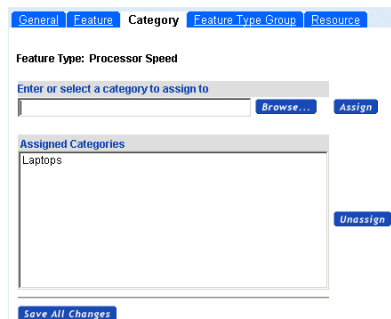 General Feature Category Feature Type Group Resource
Feature Type: Processor Speed
Enter or select a category to assign to
Browse... Assign
Assigned Categories
Laptops
Unassign
Save All Changes